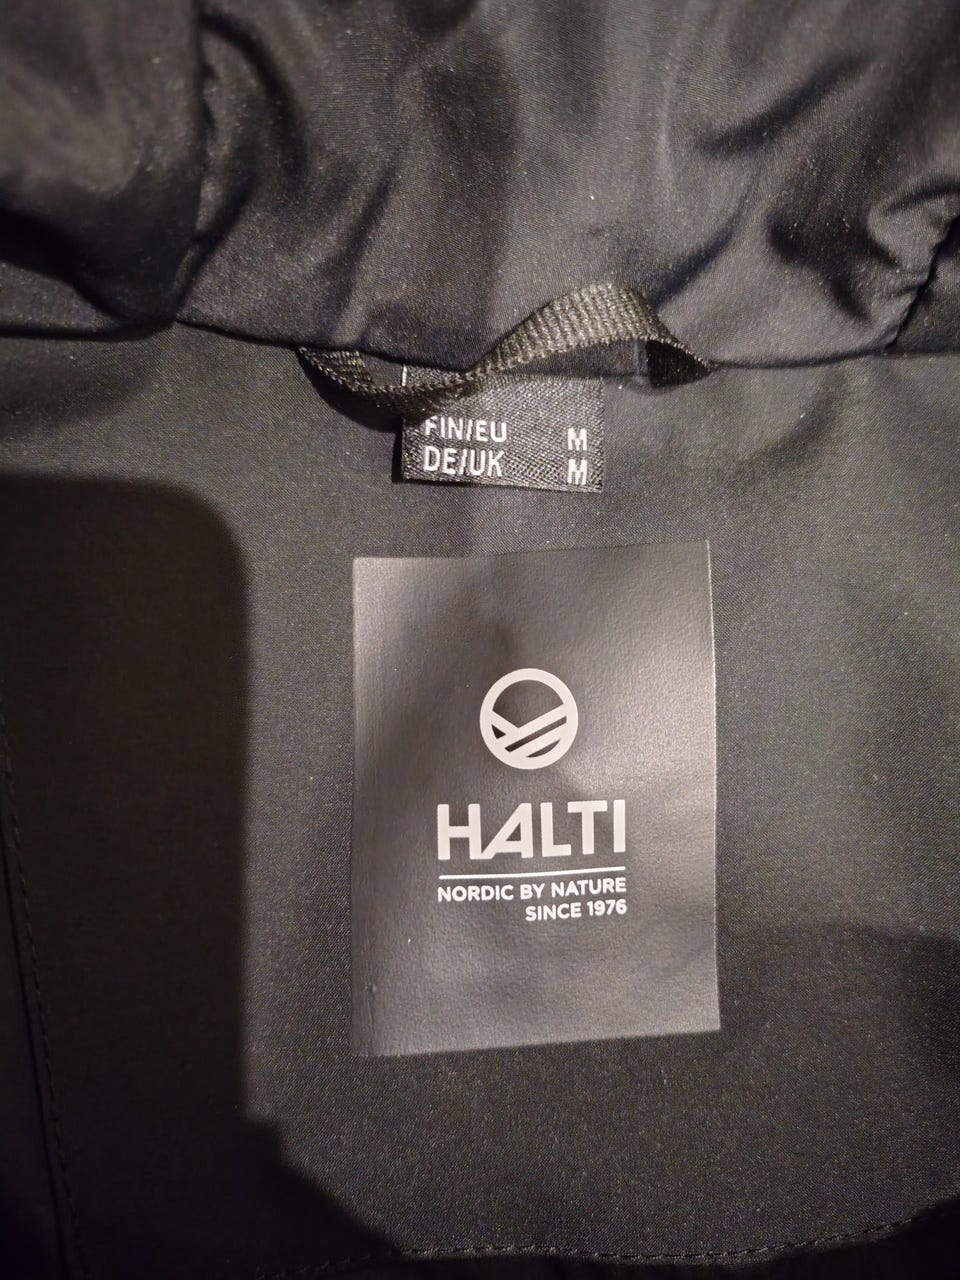 FIN/EU M
DE/UK M
HALTI
NORDIC BY NATURE
SINCE 1976